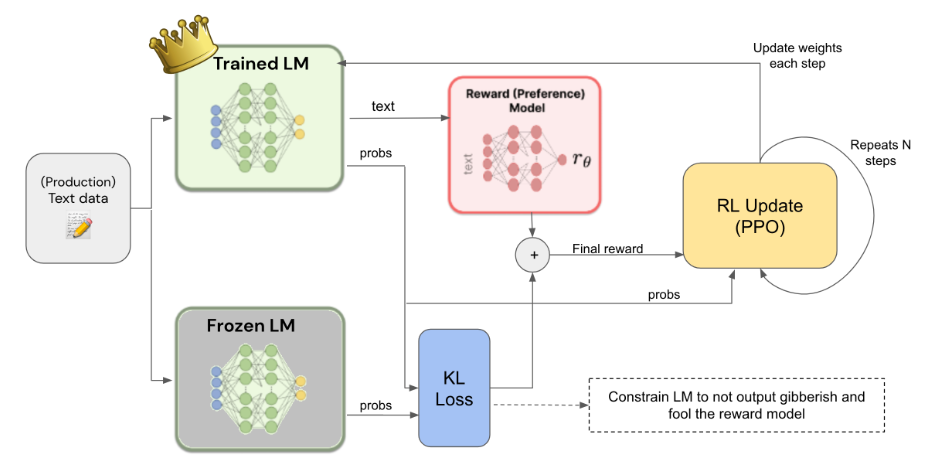 Update weights
each step
Trained LM
Reward (Preference)
Model
text
text
rθ
probs
Repeats N
steps
(Production)
Text data
RL Update
(PPO)
+
Final reward
probs
Frozen LM
KL
Loss
probs
Constrain LM to not output gibberish and
fool the reward model